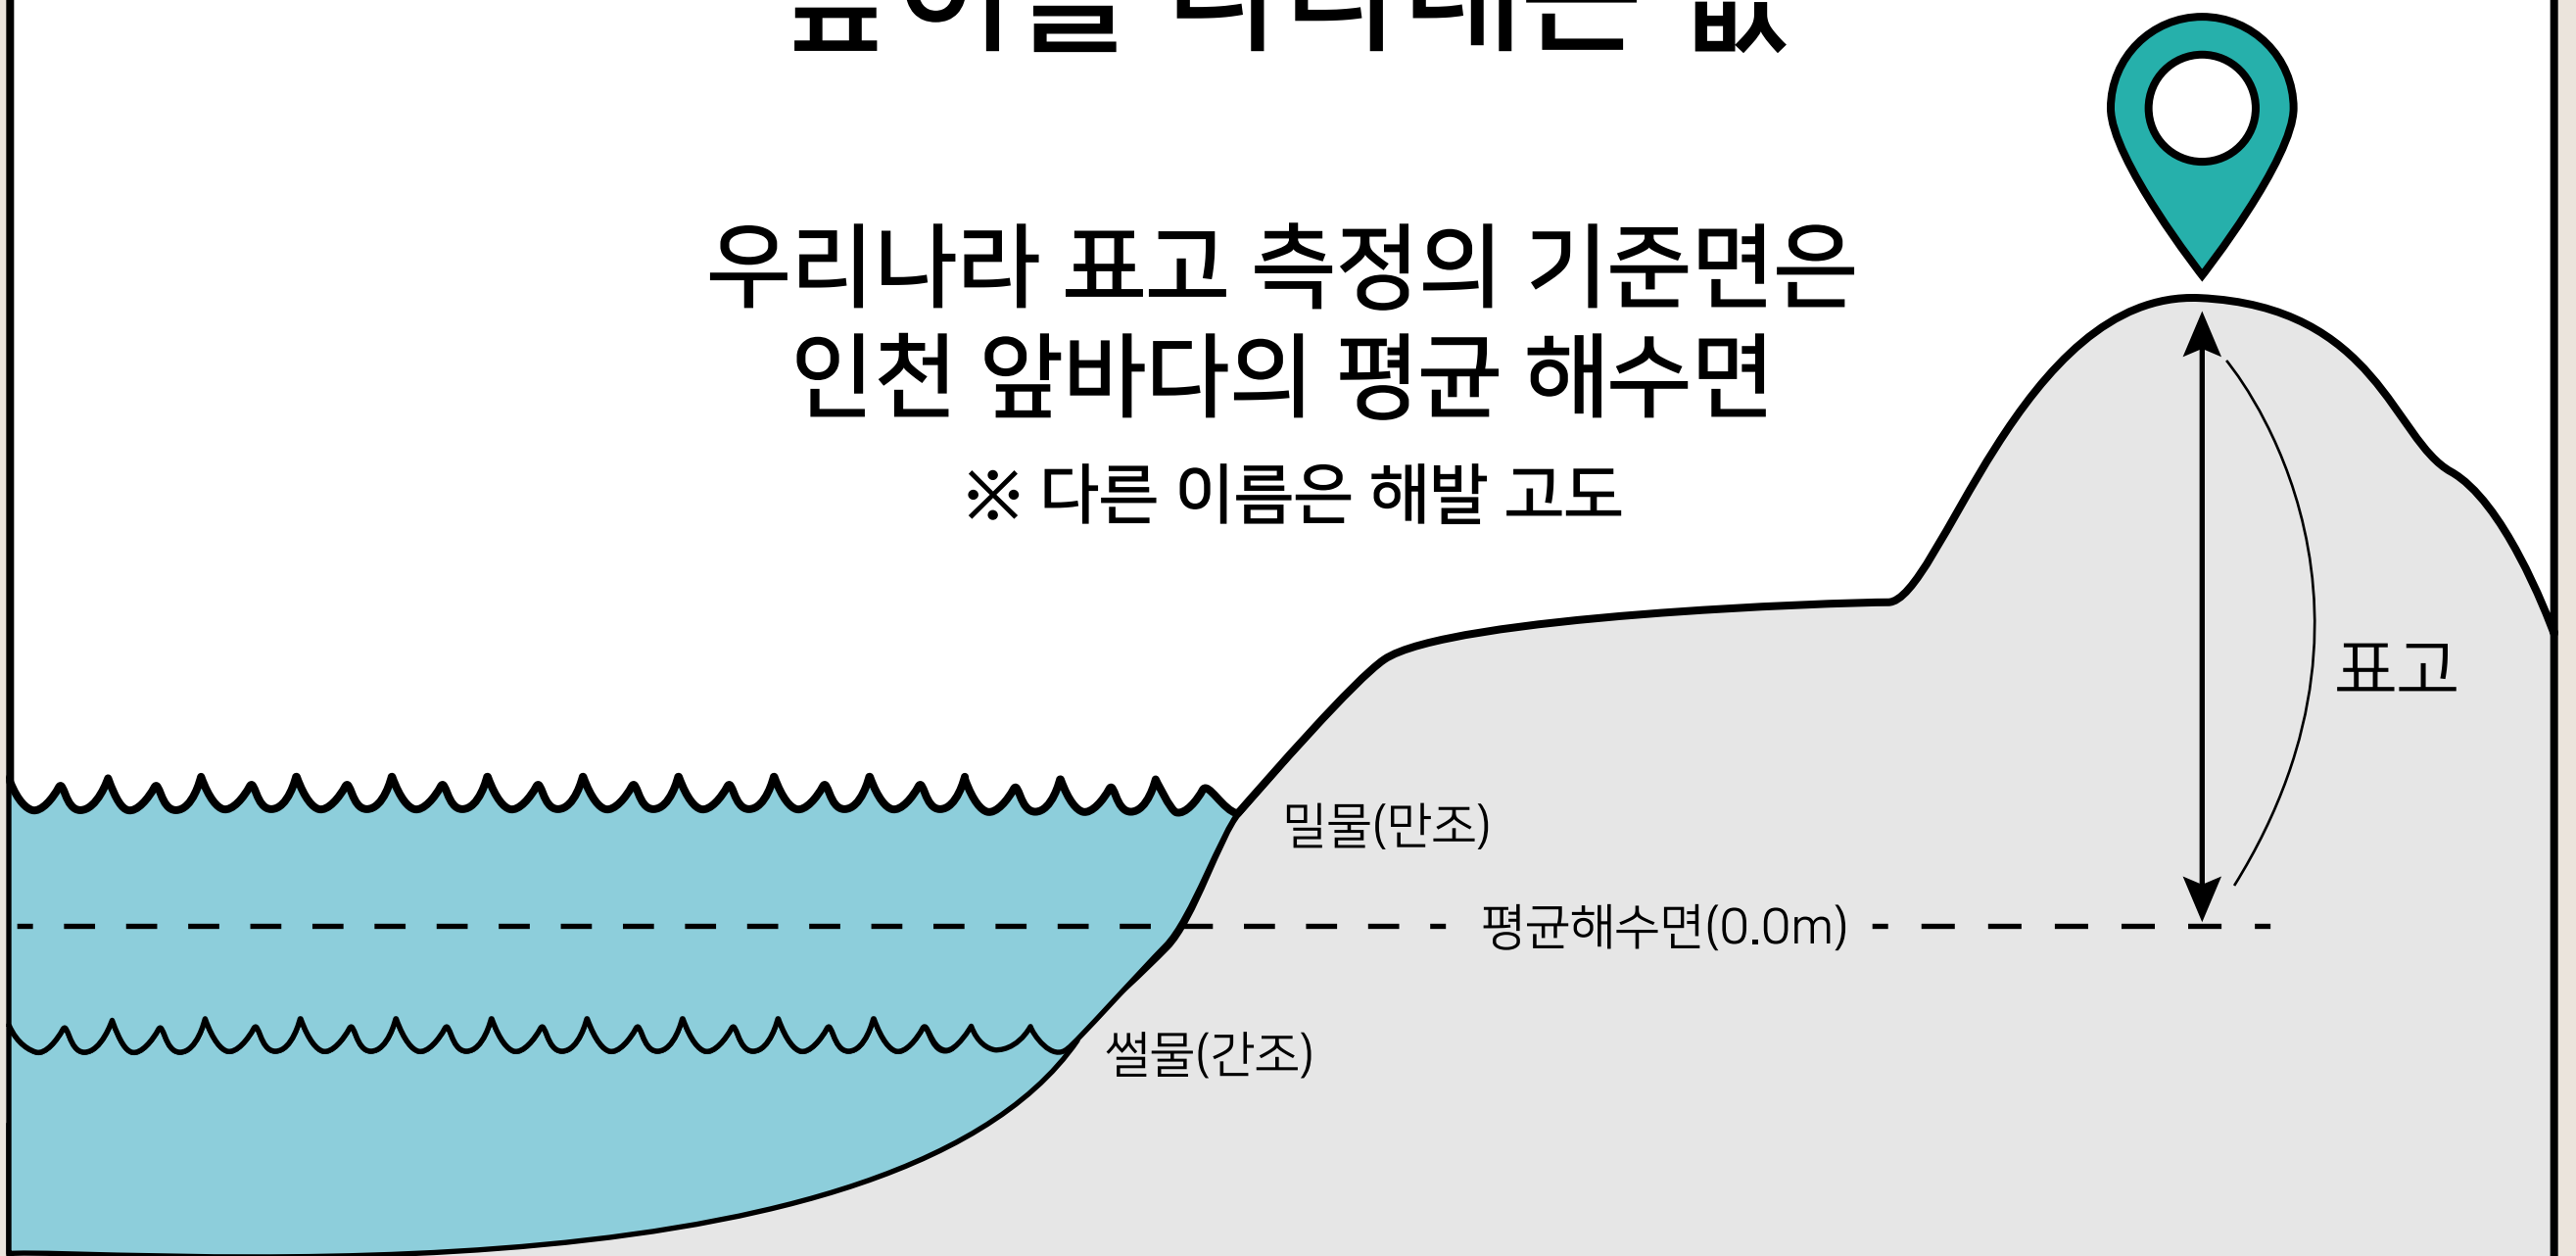 우리나라 표고 측정의 기준면은
인천 앞바다의 평균 해수면
※ 다른 이름은 해발 고도
표고
밀물(만조)
평균해수면(0.0m)
썰물(간조)